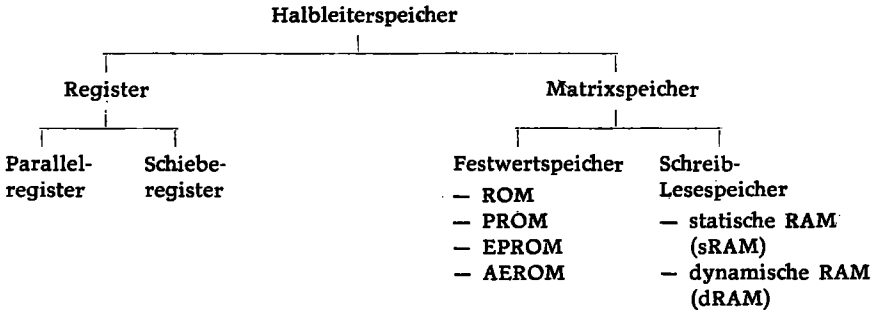 Halbleiterspeicher
Register
Matrixspeicher
Parallel-
register
Schiebe-
register
Festwertspeicher
— ROM
— PROM
— EPROM
— AEROM
Schreib-
Lesespeicher
— statische RAM
(sRAM)
— dynamische RAM
(dRAM)